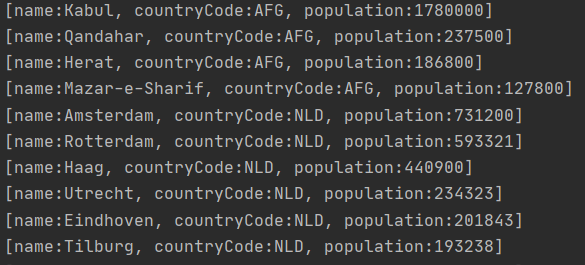 [name:Kabul, countryCode:AFG, population:1780000]
[name:Qandahar, countryCode:AFG, population:237500]
[name:Herat, countryCode:AFG, population:186800]
[name:Mazar-e-Sharif, countryCode:AFG, population:127800]
[name:Amsterdam, countryCode:NLD, population:731200]
[name:Rotterdam, countryCode:NLD, population:593321]
[name:Haag, countryCode:NLD, population:440900]
[name:Utrecht, countryCode:NLD, population:234323]
[name:Eindhoven, countryCode:NLD, population:201843]
[name:Tilburg, countryCode:NLD, population:193238]